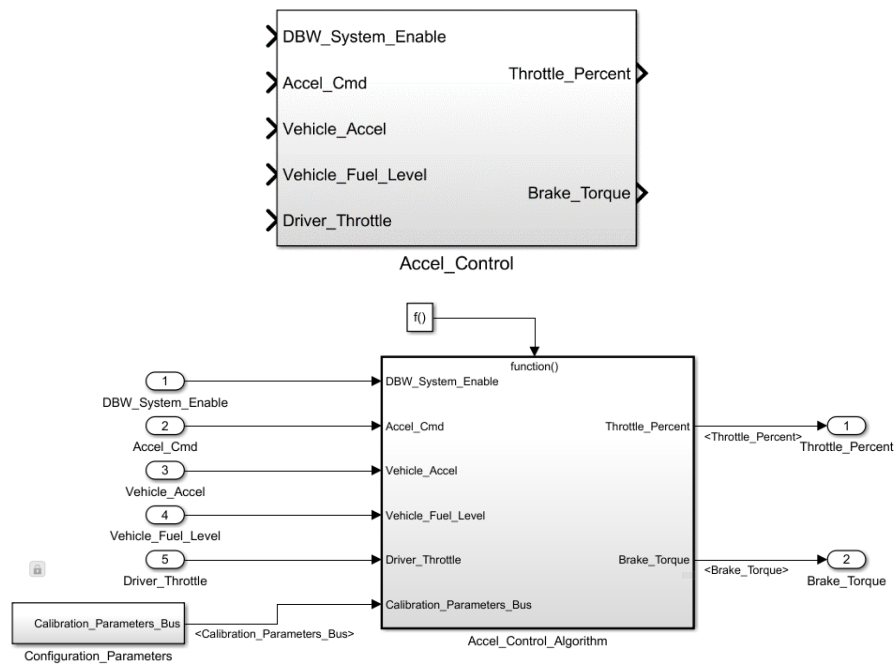 DBW_System_Enable
Accel_Cmd
Vehicle_Accel
Vehicle_Fuel_Level
Driver_Throttle
Throttle_Percent
Brake_Torque
Accel_Control
f()
function()
1
DBW_System_Enable
2
Accel_Cmd
3
Vehicle_Accel
4
Vehicle_Fuel_Level
5
Driver_Throttle
Calibration_Parameters_Bus
Configuration_Parameters
<Calibration_Parameters_Bus>
DBW_System_Enable
Accel_Cmd
Vehicle_Accel
Vehicle_Fuel_Level
Driver_Throttle
Calibration_Parameters_Bus
Throttle_Percent
Brake_Torque
Accel_Control_Algorithm
<Throttle_Percent>
1
Throttle_Percent
<Brake_Torque>
2
Brake_Torque